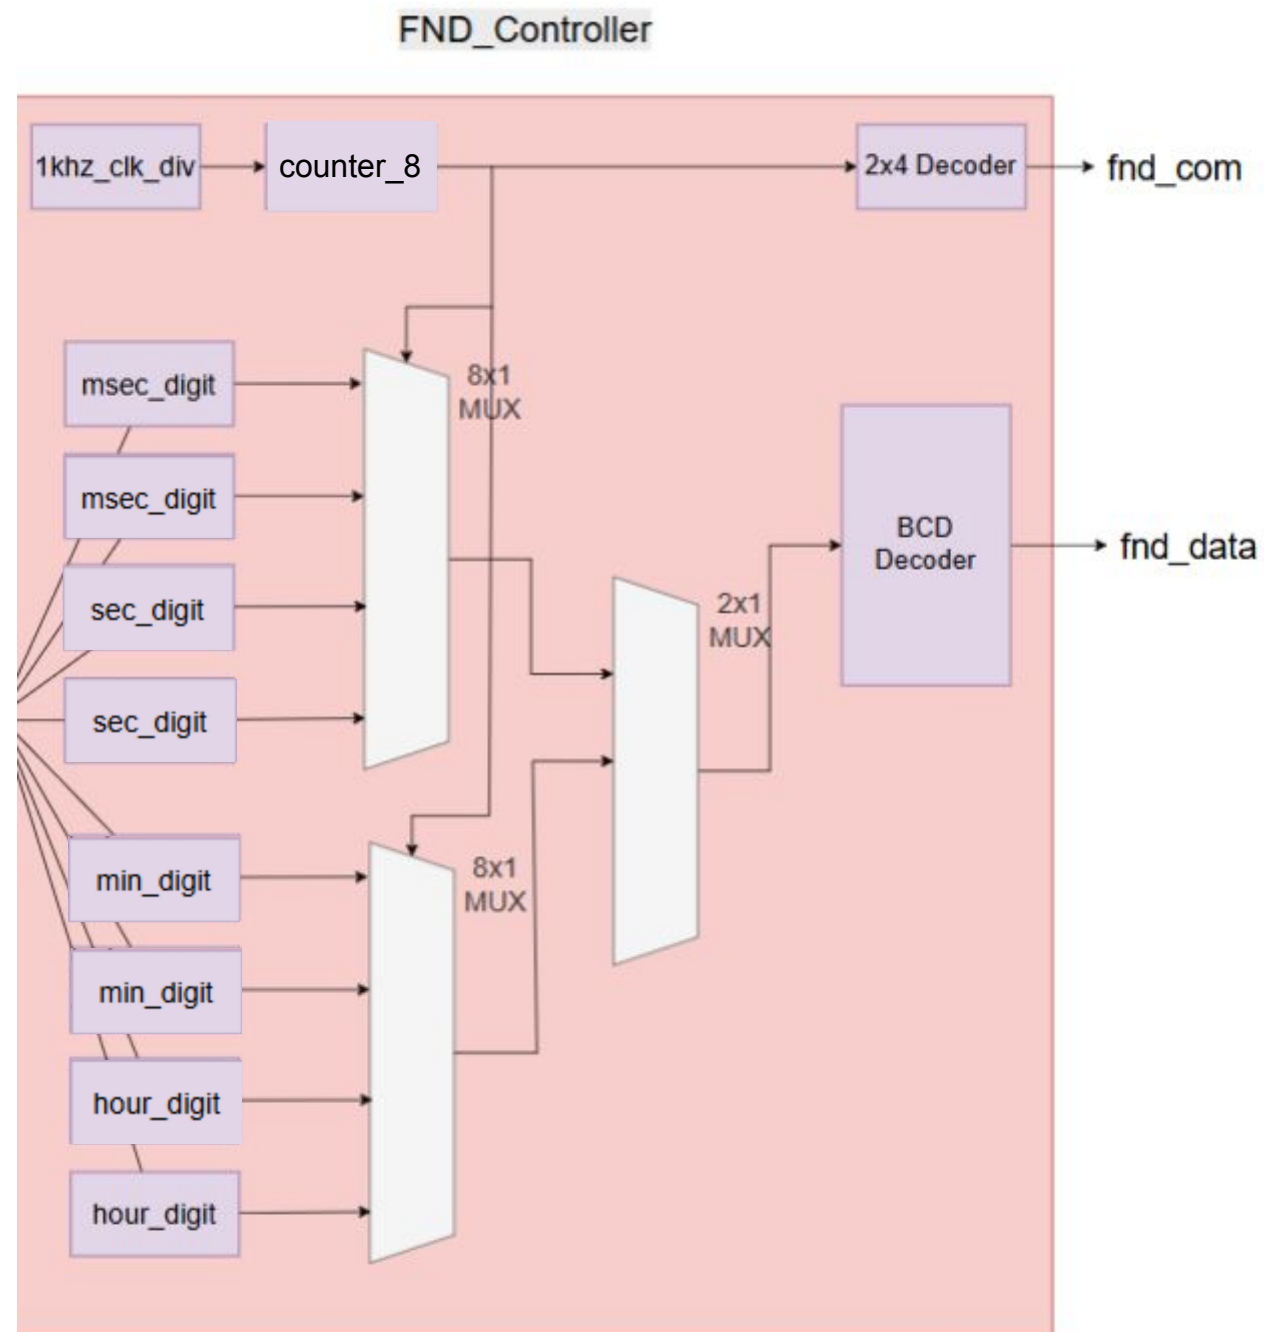 FND_Controller
1khz_clk_div
counter_8
2x4 Decoder
fnd_com
msec_digit
8x1
MUX
msec_digit
BCD
Decoder
fnd_data
sec_digit
2x1
MUX
sec_digit
min_digit
8x1
MUX
min_digit
hour_digit
hour_digit